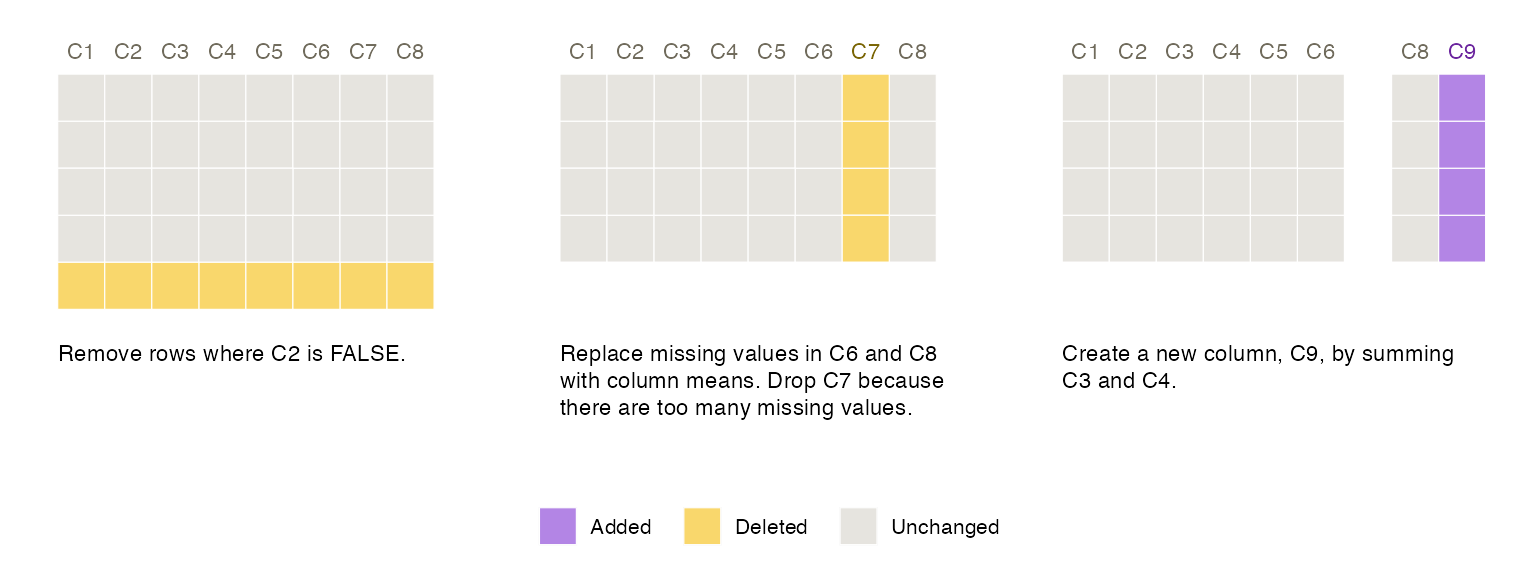 C1 C2 C3 C4 C5 C6 C7 C8
Remove rows where C2 is FALSE.
C1 C2 C3 C4 C5 C6 C7 C8
Replace missing values in C6 and C8
with column means. Drop C7 because
there are too many missing values.
C1 C2 C3 C4 C5 C6 C8 C9
Create a new column, C9, by summing
C3 and C4.
Added Deleted Unchanged